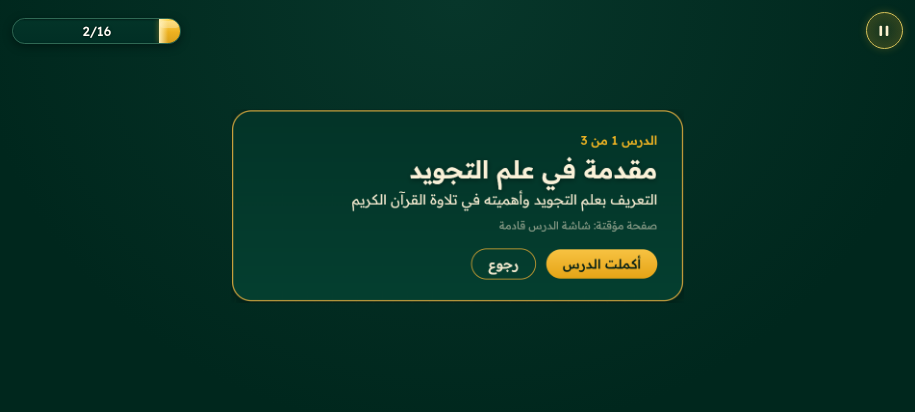 2/16
الدرس 1 من 3
مقدمة في علم التجويد
التعريف بعلم التجويد وأهميته في تلاوة القرآن الكريم
صفحة مؤقتة: شاشة الدرس قادمة
أكملت الدرس
رجوع